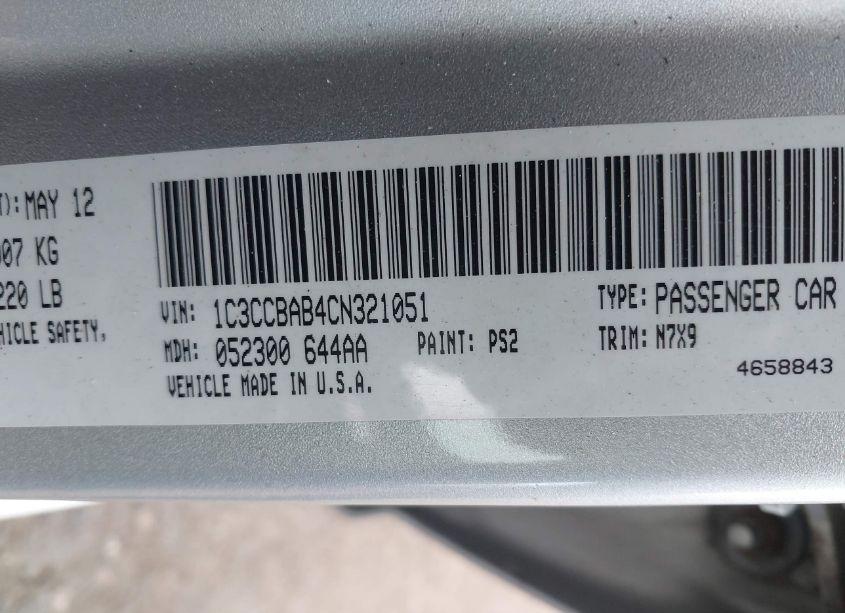 T): MAY 12
007 KG
220 LB
HICLE SAFETY,
VIN: 1C3CCBAB4CN321051
TYPE: PASSENGER CAR
MDH: 052300 644AA
PAINT: PS2
TRIM: N7X9
VEHICLE MADE IN U.S.A.
4658843